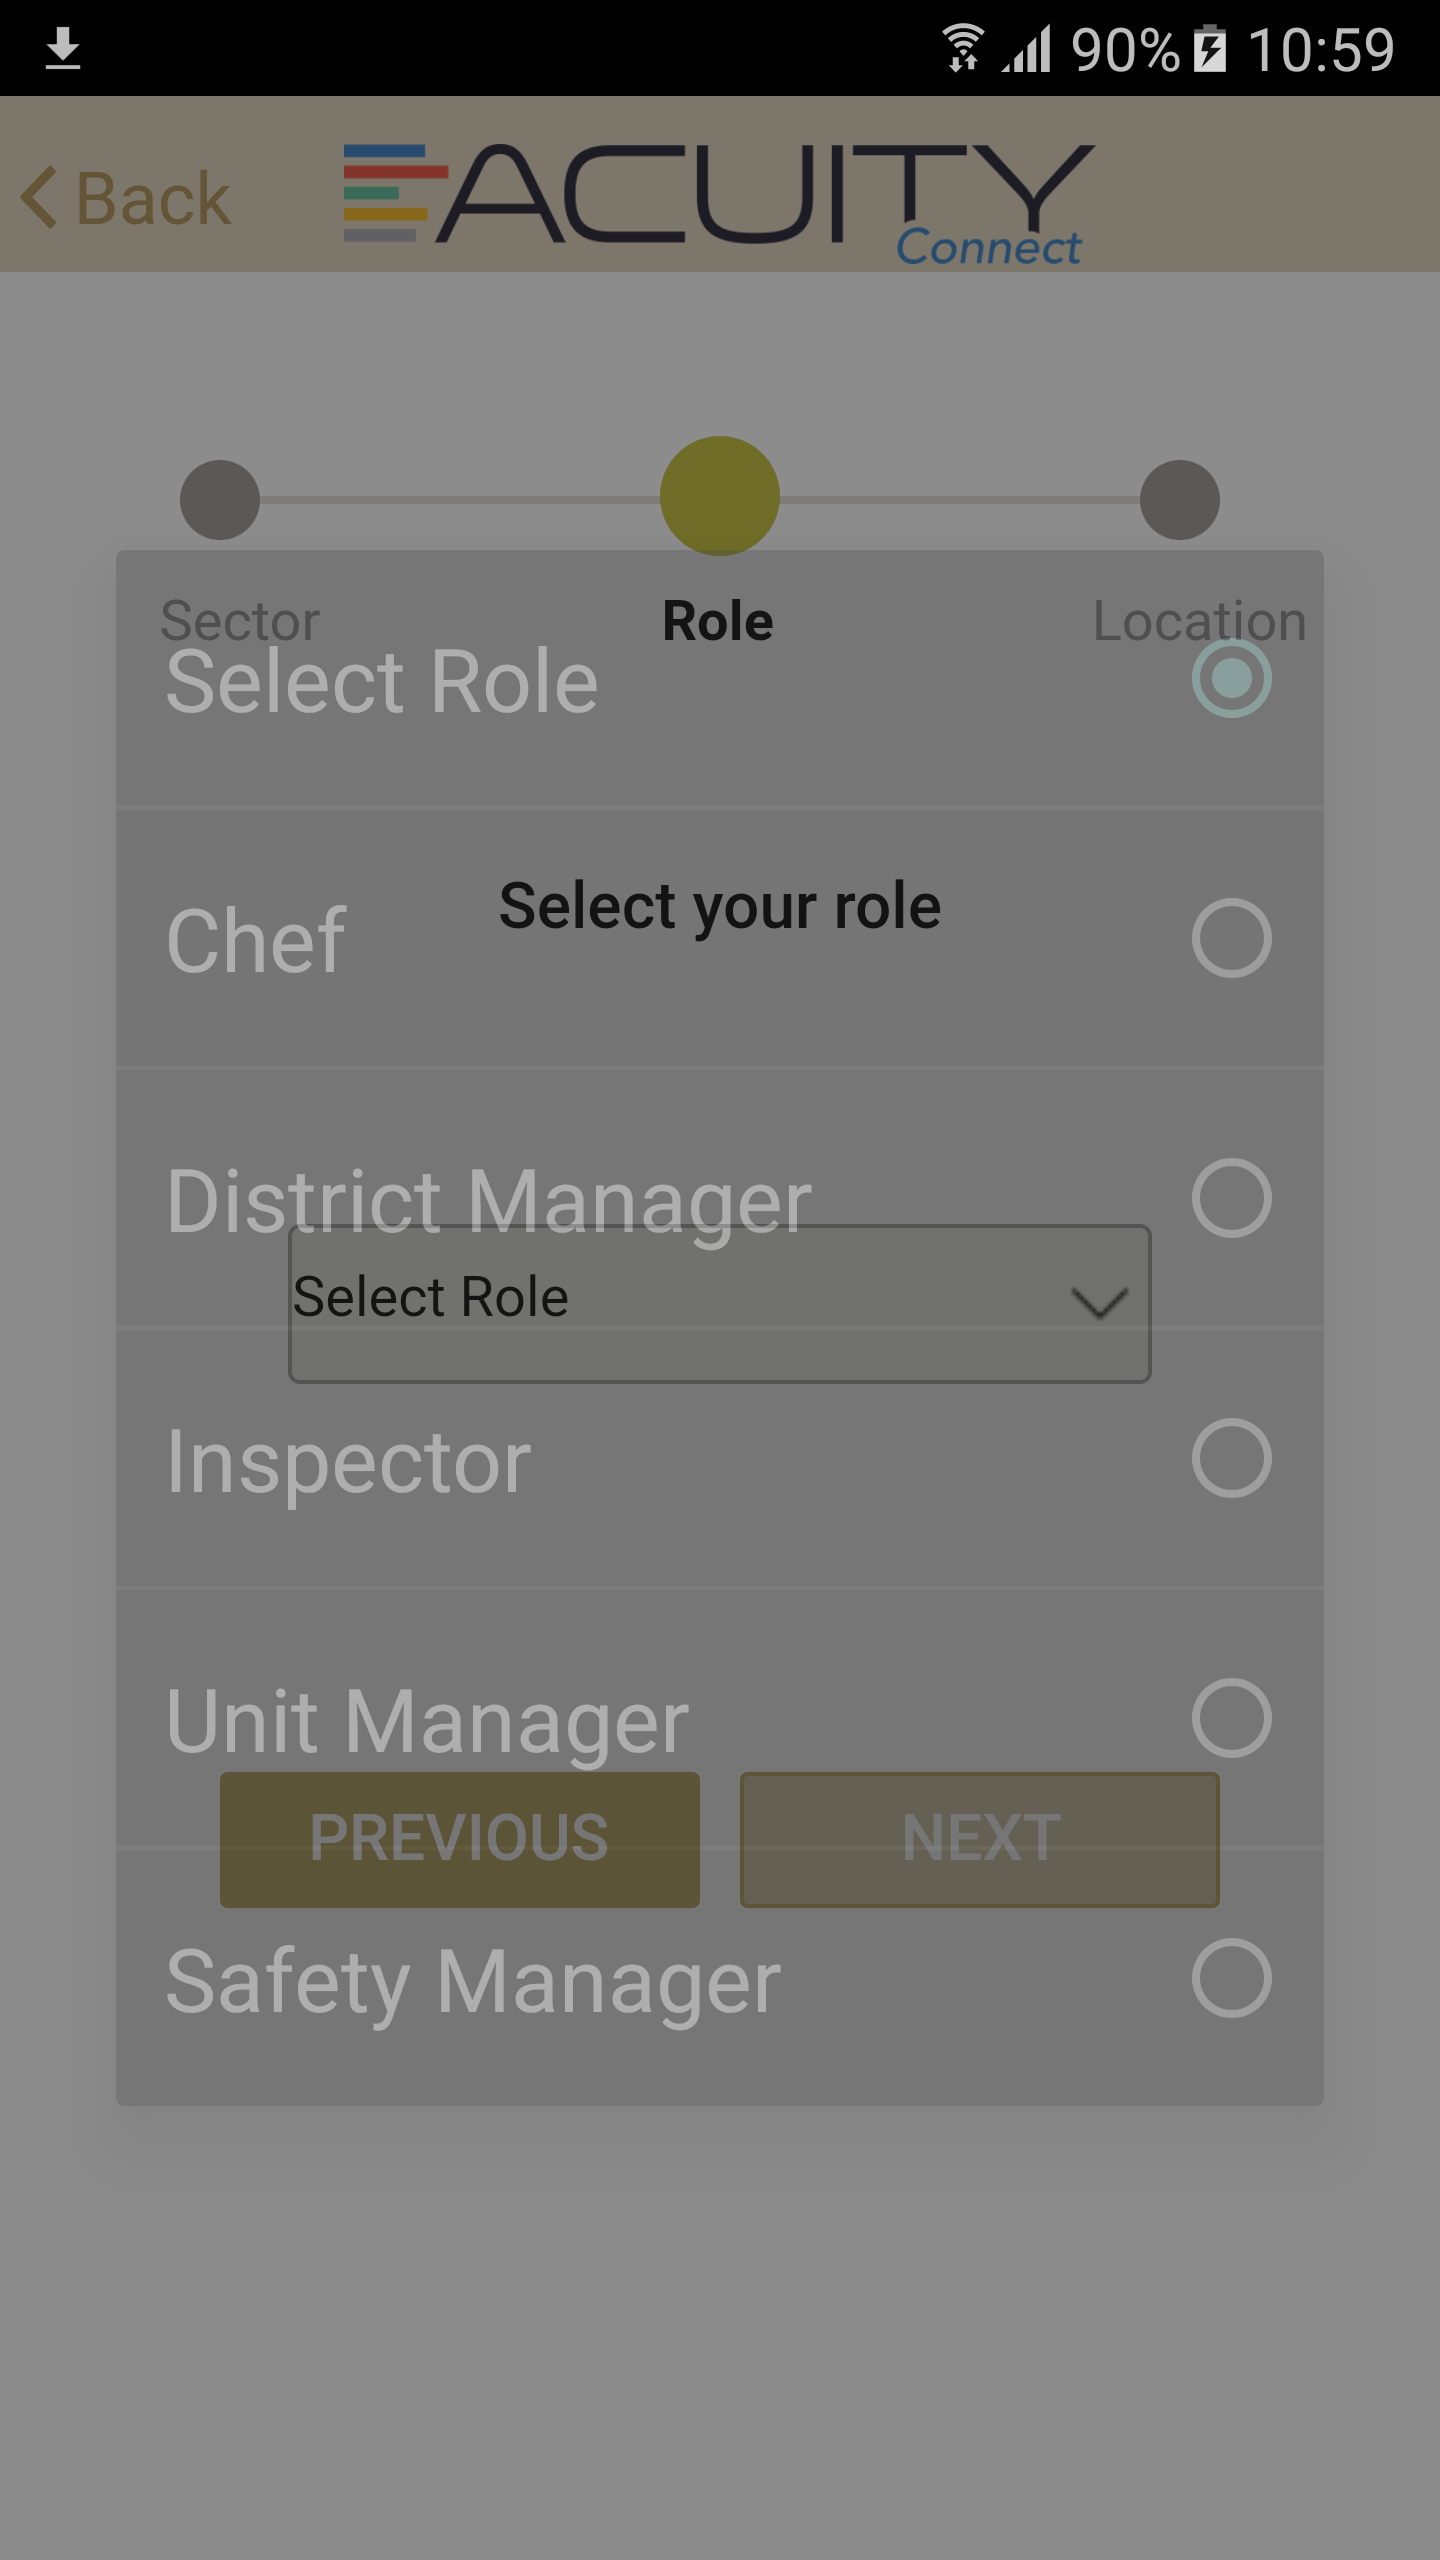 90% 10:59
Back
ACUITY
Connect
Sector Role Location
Select Role
Select your role
Chef
District Manager
Select Role
Inspector
Unit Manager
PREVIOUS NEXT
Safety Manager